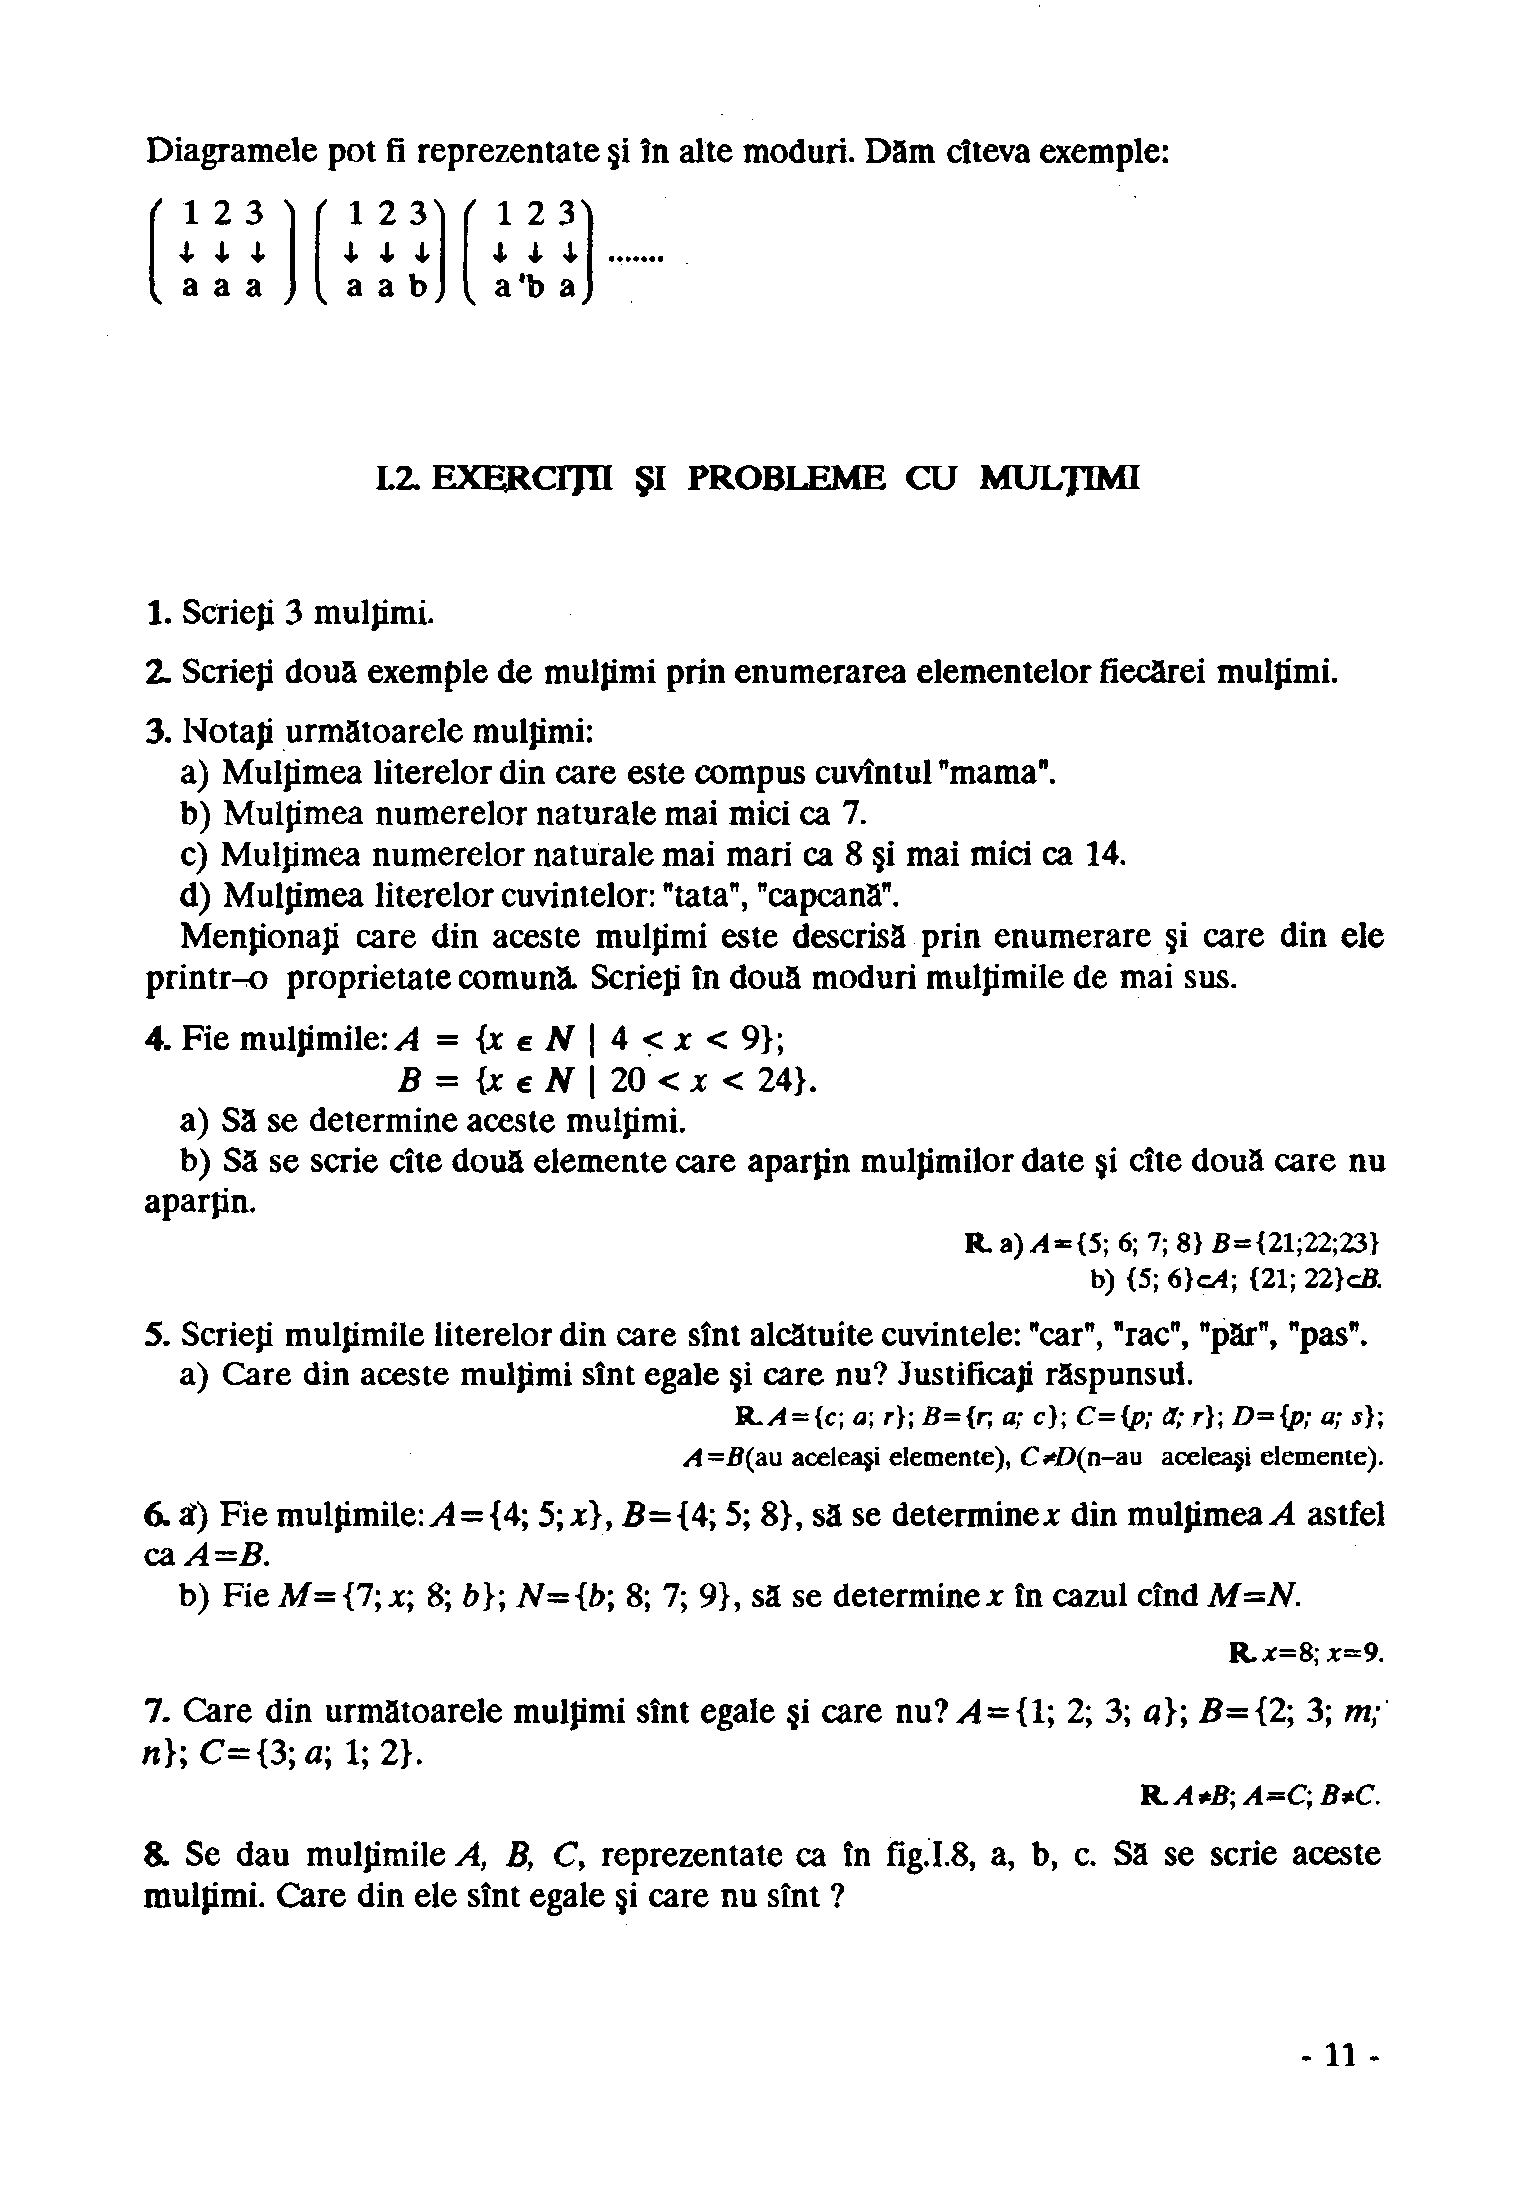 Diagramele pot fi reprezentate şi în alte moduri. Dăm cîteva exemple:
( 1 2 3 ) ( 1 2 3 ) ( 1 2 3 )
↓ ↓ ↓ ↓ ↓ ↓ ↓ ↓ ↓ .......
a a a a a b a'b a
I.2. EXERCIŢII ŞI PROBLEME CU MULŢIMI
1. Scrieţi 3 mulţimi.
2. Scrieţi două exemple de mulţimi prin enumerarea elementelor fiecărei mulţimi.
3. Notaţi următoarele mulţimi:
a) Mulţimea literelor din care este compus cuvîntul "mama".
b) Mulţimea numerelor naturale mai mici ca 7.
c) Mulţimea numerelor naturale mai mari ca 8 şi mai mici ca 14.
d) Mulţimea literelor cuvintelor: "tata", "capcană".
Menţionaţi care din aceste mulţimi este descrisă prin enumerare şi care din ele
printr-o proprietate comună. Scrieţi în două moduri mulţimile de mai sus.
4. Fie mulţimile: A = {x ϵ N | 4 < x < 9};
B = {x ϵ N | 20 < x < 24}.
a) Să se determine aceste mulţimi.
b) Să se scrie cîte două elemente care aparţin mulţimilor date şi cîte două care nu
aparţin.
R. a) A={5; 6; 7; 8} B={21;22;23}
b) {5; 6}⊂A; {21; 22}⊂B.
5. Scrieţi mulţimile literelor din care sînt alcătuite cuvintele: "car", "rac", "păr", "pas".
a) Care din aceste mulţimi sînt egale şi care nu? Justificaţi răspunsul.
R. A={c; a; r}; B={r; a; c}; C={p; ă; r}; D={p; a; s};
A=B(au aceleaşi elemente), C≠D(n-au aceleaşi elemente).
6. a) Fie mulţimile: A={4; 5; x}, B={4; 5; 8}, să se determine x din mulţimea A astfel
ca A=B.
b) Fie M={7; x; 8; b}; N={b; 8; 7; 9}, să se determine x în cazul cînd M=N.
R. x=8; x=9.
7. Care din următoarele mulţimi sînt egale şi care nu? A={1; 2; 3; a}; B={2; 3; m;
n}; C={3; a; 1; 2}.
R. A≠B; A=C; B≠C.
8. Se dau mulţimile A, B, C, reprezentate ca în fig.I.8, a, b, c. Să se scrie aceste
mulţimi. Care din ele sînt egale şi care nu sînt ?
- 11 -